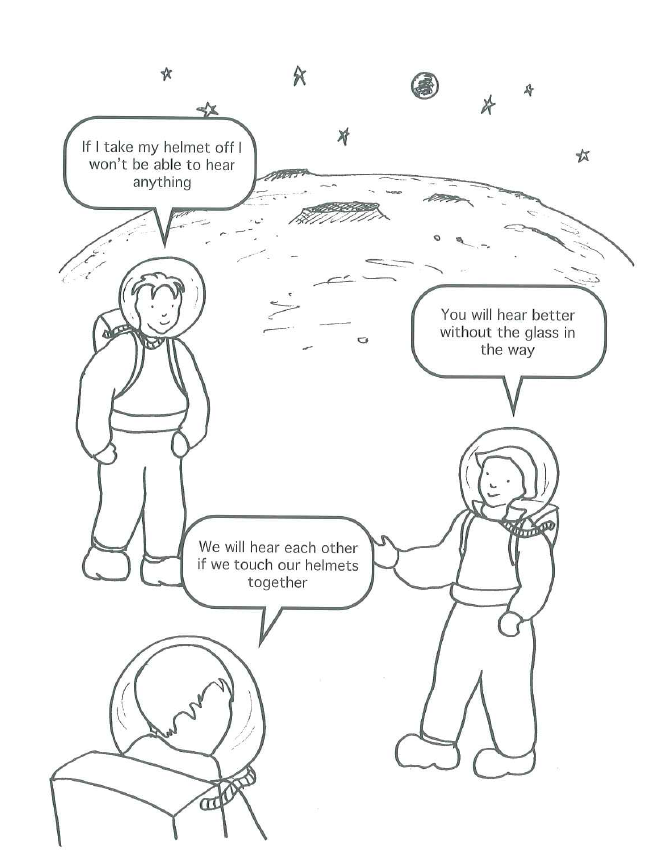 If I take my helmet off I
won't be able to hear
anything
You will hear better
without the glass in
the way
We will hear each other
if we touch our helmets
together